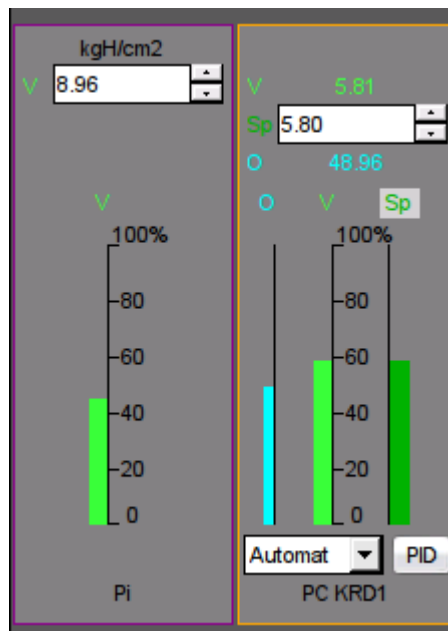 kgH/cm2
V 8.96
V
100%
80
60
40
20
0
Pi
V 5.81
Sp 5.80
O 48.96
O V Sp
100%
80
60
40
20
0
Automat PID
PC KRD1